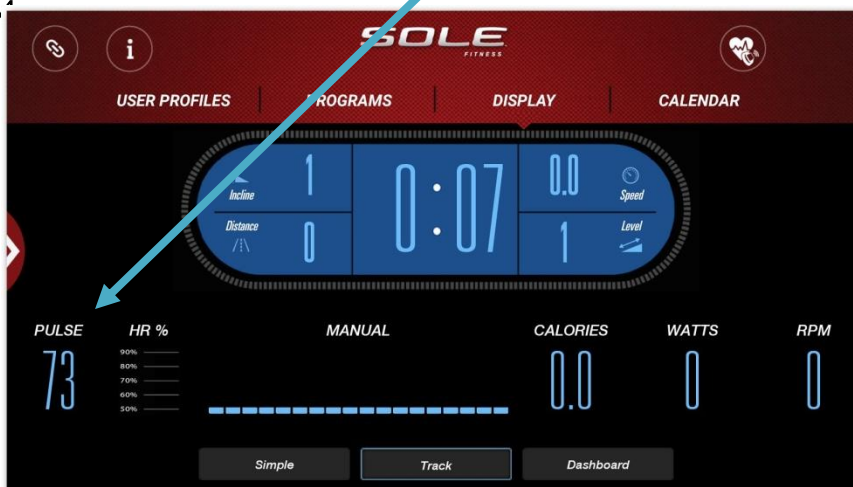 i
SOLE
FITNESS
USER PROFILES PROGRAMS DISPLAY CALENDAR
Incline 1 0:07 0.0 Speed
Distance 0 1 Level
PULSE HR % MANUAL CALORIES WATTS RPM
73 0.0 0 0
90%
80%
70%
60%
50%
Simple Track Dashboard